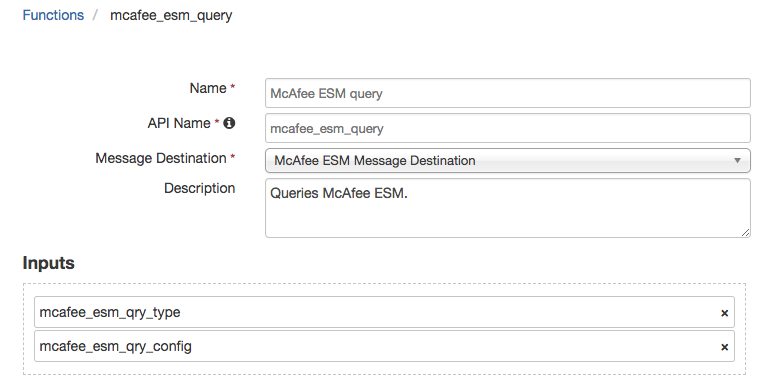 Functions / mcafee_esm_query
Name * McAfee ESM query
API Name * mcafee_esm_query
Message Destination * McAfee ESM Message Destination
Description Queries McAfee ESM.
Inputs
mcafee_esm_qry_type ×
mcafee_esm_qry_config ×